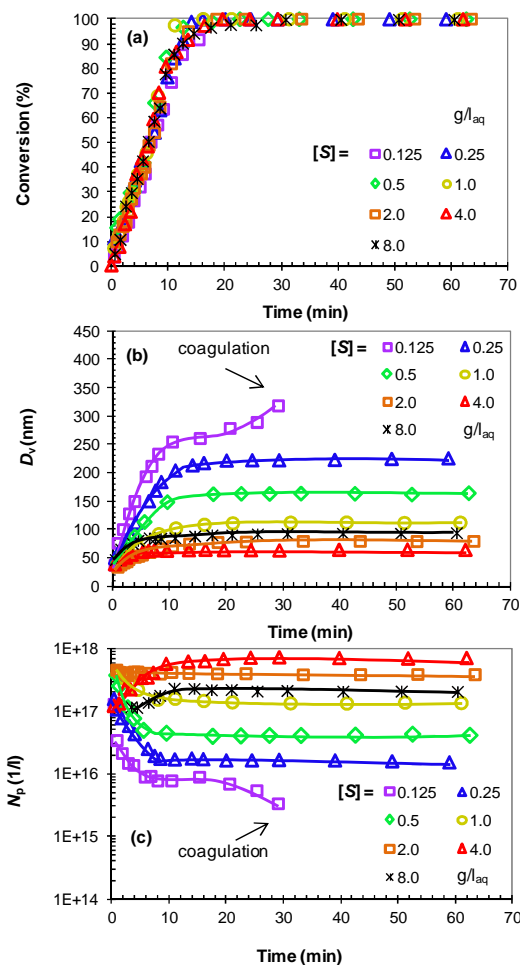 (a)
Conversion (%)
100
90
80
70
60
50
40
30
20
10
0
g/l_aq
[S] =
0.125
0.25
0.5
1.0
2.0
4.0
8.0
0 10 20 30 40 50 60 70
Time (min)
(b)
D_v (nm)
450
400
350
300
250
200
150
100
50
0
coagulation
[S] =
0.125
0.25
0.5
1.0
2.0
4.0
8.0
g/l_aq
0 10 20 30 40 50 60 70
Time (min)
N_p (1/l)
1E+18
1E+17
1E+16
1E+15
1E+14
(c)
coagulation
[S] =
0.125
0.25
0.5
1.0
2.0
4.0
8.0
g/l_aq
0 10 20 30 40 50 60 70
Time (min)